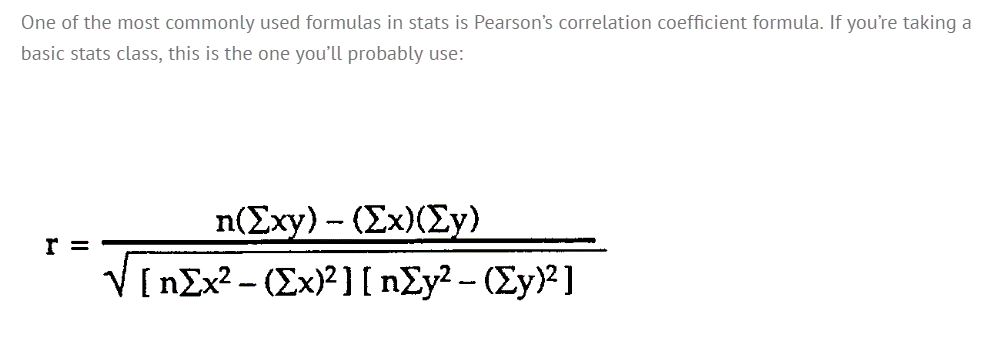 One of the most commonly used formulas in stats is Pearson’s correlation coefficient formula. If you’re taking a
basic stats class, this is the one you’ll probably use:
n(Σxy) – (Σx)(Σy)
r =
√ [ nΣx² – (Σx)² ] [ nΣy² – (Σy)² ]